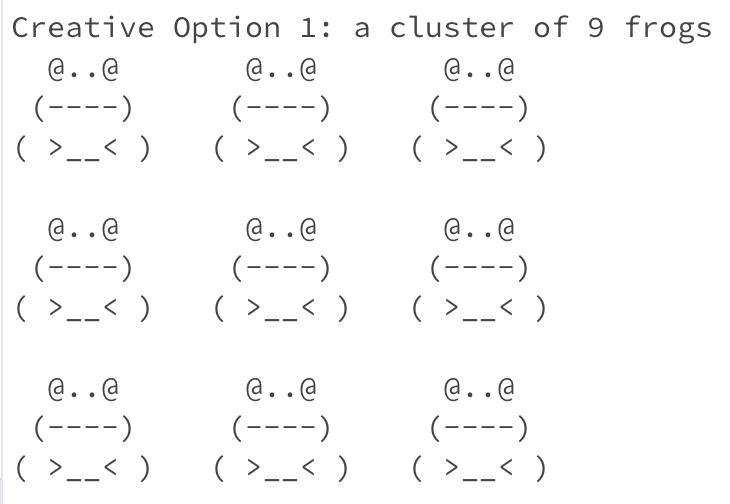 Creative Option 1: a cluster of 9 frogs
  @..@       @..@       @..@
 (----)     (----)     (----)
( >__< )   ( >__< )   ( >__< )

  @..@       @..@       @..@
 (----)     (----)     (----)
( >__< )   ( >__< )   ( >__< )

  @..@       @..@       @..@
 (----)     (----)     (----)
( >__< )   ( >__< )   ( >__< )